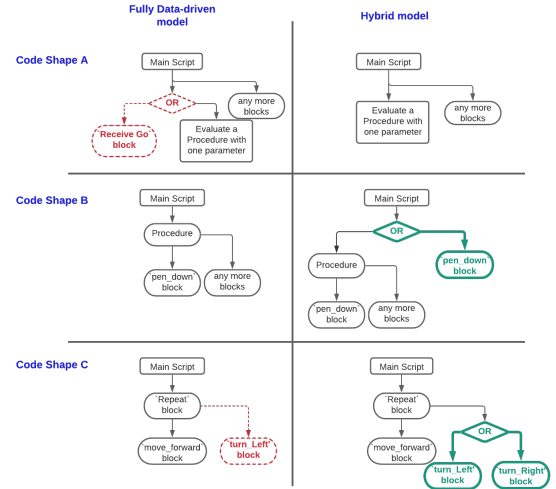 Fully Data-driven
model
Hybrid model
Code Shape A
Main Script
OR
any more
blocks
`Receive Go`
block
Evaluate a
Procedure with
one parameter
Main Script
Evaluate a
Procedure with
one parameter
any more
blocks
Code Shape B
Main Script
Procedure
`pen_down`
block
any more
blocks
Main Script
OR
`pen_down`
block
Procedure
`pen_down`
block
any more
blocks
Code Shape C
Main Script
`Repeat`
block
`move_forward`
block
`turn_Left`
block
Main Script
`Repeat`
block
OR
`move_forward`
block
`turn_Left`
block
`turn_Right`
block